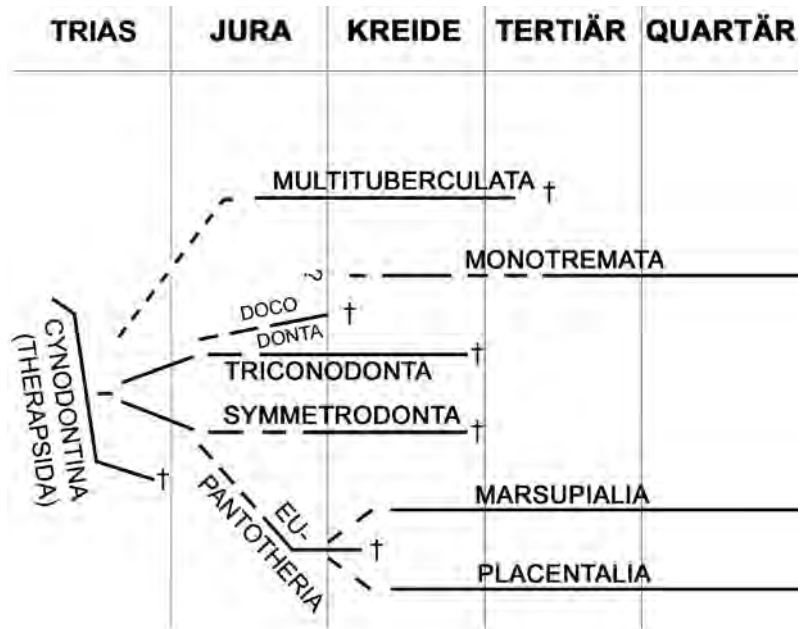 TRIAS JURA KREIDE TERTIÄR QUARTÄR
MULTITUBERCULATA †
MONOTREMATA
?
DOCO
DONTA
†
TRICONODONTA †
SYMMETRODONTA †
CYNODONTINA
(THERAPSIDA)
†
EU-
PANTOTHERIA
†
MARSUPIALIA
PLACENTALIA